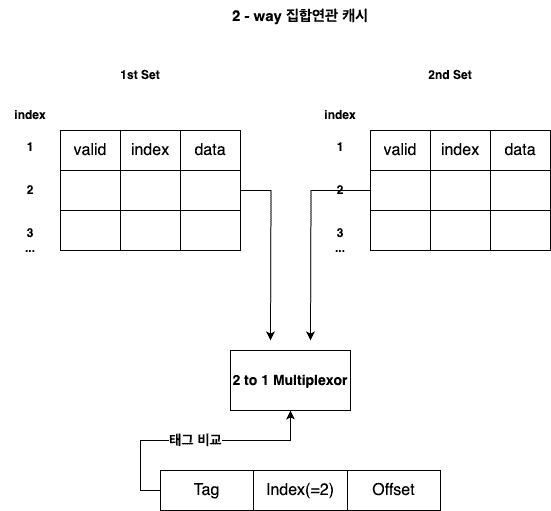 2 - way 집합연관 캐시
1st Set 2nd Set
index index
1 valid index data 1 valid index data
2 2
3 3
... ...
2 to 1 Multiplexor
태그 비교
Tag Index(=2) Offset